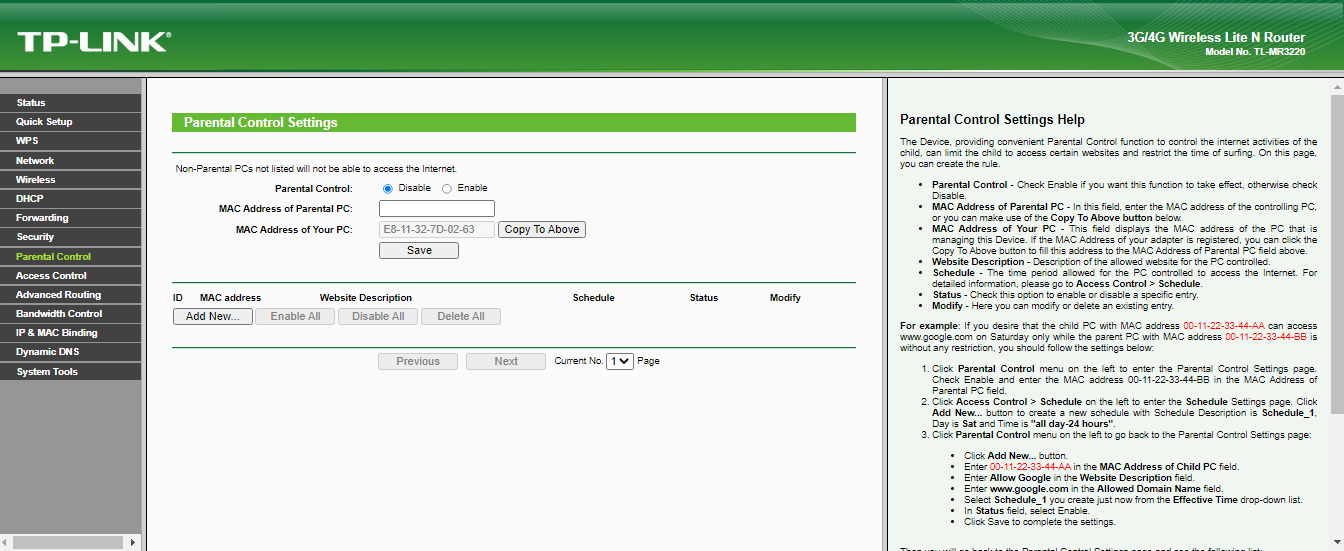 TP-LINK®
3G/4G Wireless Lite N Router
Model No. TL-MR3220
Status
Quick Setup
WPS
Network
Wireless
DHCP
Forwarding
Security
Parental Control
Access Control
Advanced Routing
Bandwidth Control
IP & MAC Binding
Dynamic DNS
System Tools
Parental Control Settings
Non-Parental PCs not listed will not be able to access the Internet.
Parental Control: Disable Enable
MAC Address of Parental PC:
MAC Address of Your PC: E8-11-32-7D-02-63 Copy To Above
Save
ID MAC address Website Description Schedule Status Modify
Add New... Enable All Disable All Delete All
Previous Next Current No. 1 Page
Parental Control Settings Help
The Device, providing convenient Parental Control function to control the internet activities of the
child, can limit the child to access certain websites and restrict the time of surfing. On this page,
you can create the rule.
• Parental Control - Check Enable if you want this function to take effect, otherwise check
Disable.
• MAC Address of Parental PC - In this field, enter the MAC address of the controlling PC,
or you can make use of the Copy To Above button below.
• MAC Address of Your PC - This field displays the MAC address of the PC that is
managing this Device. If the MAC Address of your adapter is registered, you can click the
Copy To Above button to fill this address to the MAC Address of Parental PC field above.
• Website Description - Description of the allowed website for the PC controlled.
• Schedule - The time period allowed for the PC controlled to access the Internet. For
detailed information, please go to Access Control > Schedule.
• Status - Check this option to enable or disable a specific entry.
• Modify - Here you can modify or delete an existing entry.
For example: If you desire that the child PC with MAC address 00-11-22-33-44-AA can access
www.google.com on Saturday only while the parent PC with MAC address 00-11-22-33-44-BB is
without any restriction, you should follow the settings below:
1. Click Parental Control menu on the left to enter the Parental Control Settings page.
Check Enable and enter the MAC address 00-11-22-33-44-BB in the MAC Address of
Parental PC field.
2. Click Access Control > Schedule on the left to enter the Schedule Settings page. Click
Add New... button to create a new schedule with Schedule Description is Schedule_1,
Day is Sat and Time is "all day-24 hours".
3. Click Parental Control menu on the left to go back to the Parental Control Settings page:
• Click Add New... button.
• Enter 00-11-22-33-44-AA in the MAC Address of Child PC field.
• Enter Allow Google in the Website Description field.
• Enter www.google.com in the Allowed Domain Name field.
• Select Schedule_1 you create just now from the Effective Time drop-down list.
• In Status field, select Enable.
• Click Save to complete the settings.
Then you will go back to the Parental Control Settings page and see the following list: